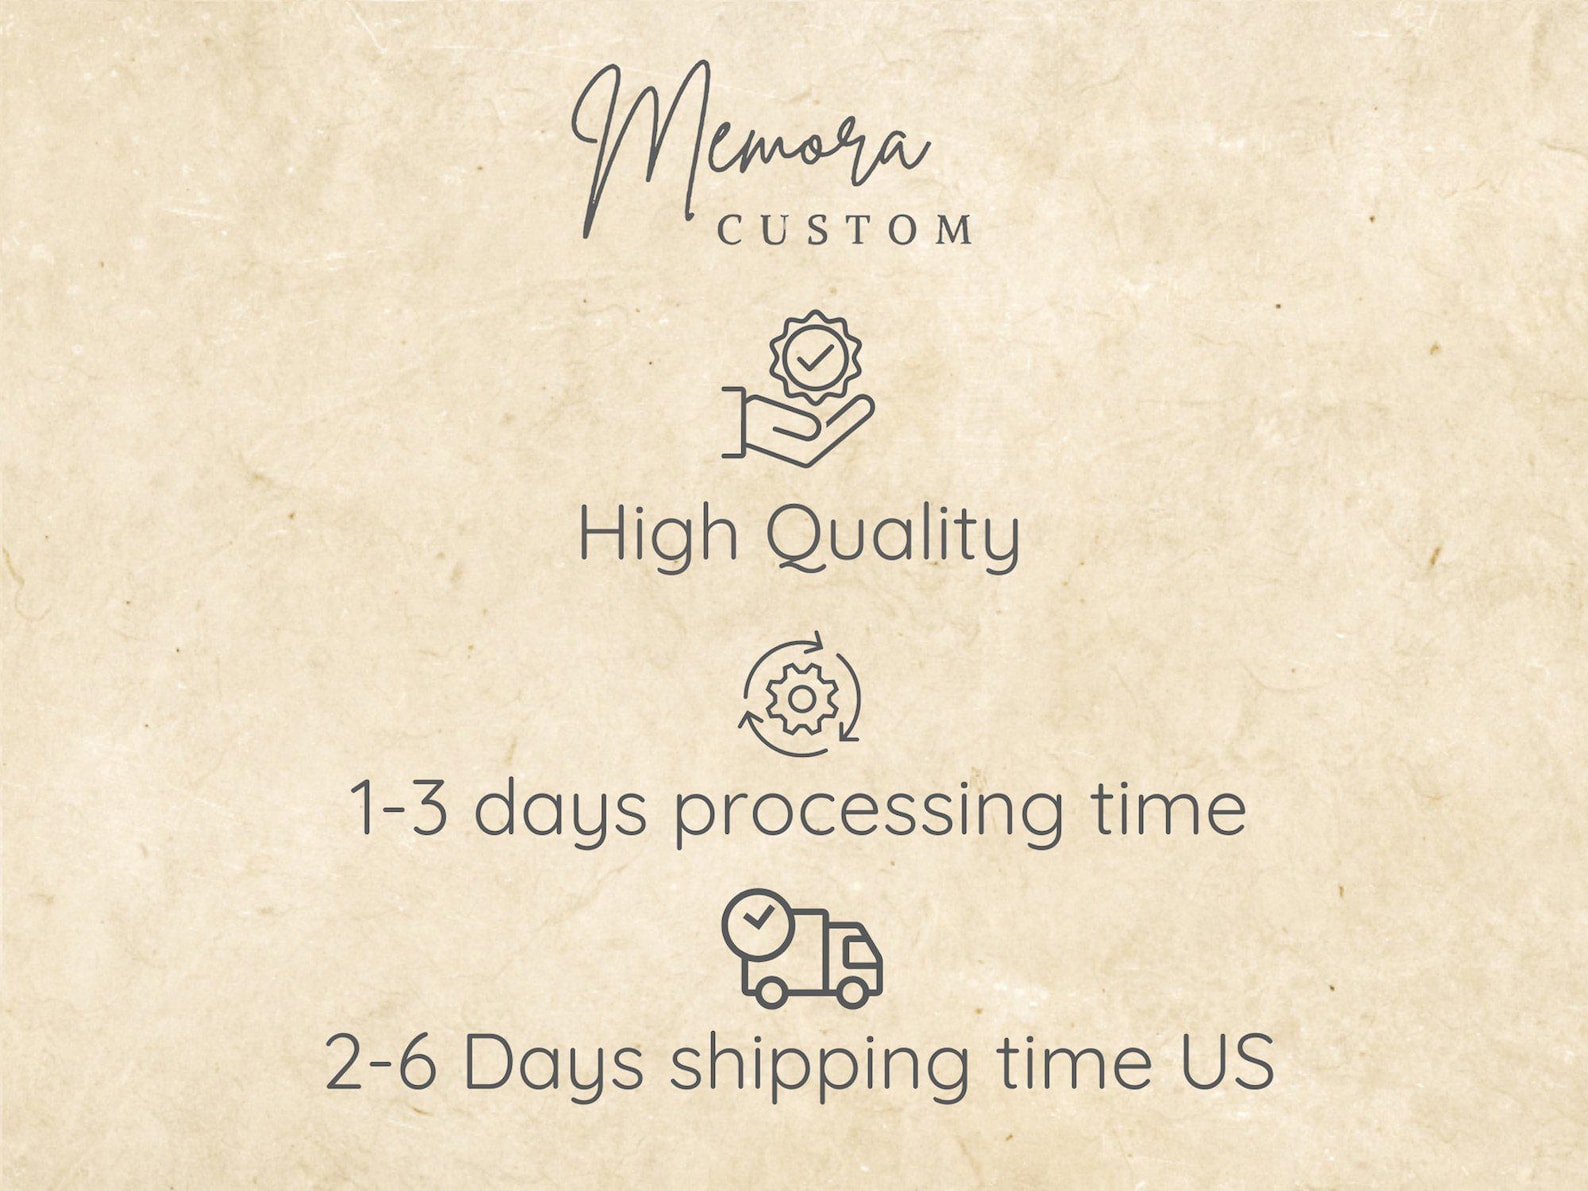 Memora
CUSTOM
High Quality
1-3 days processing time
2-6 Days shipping time US